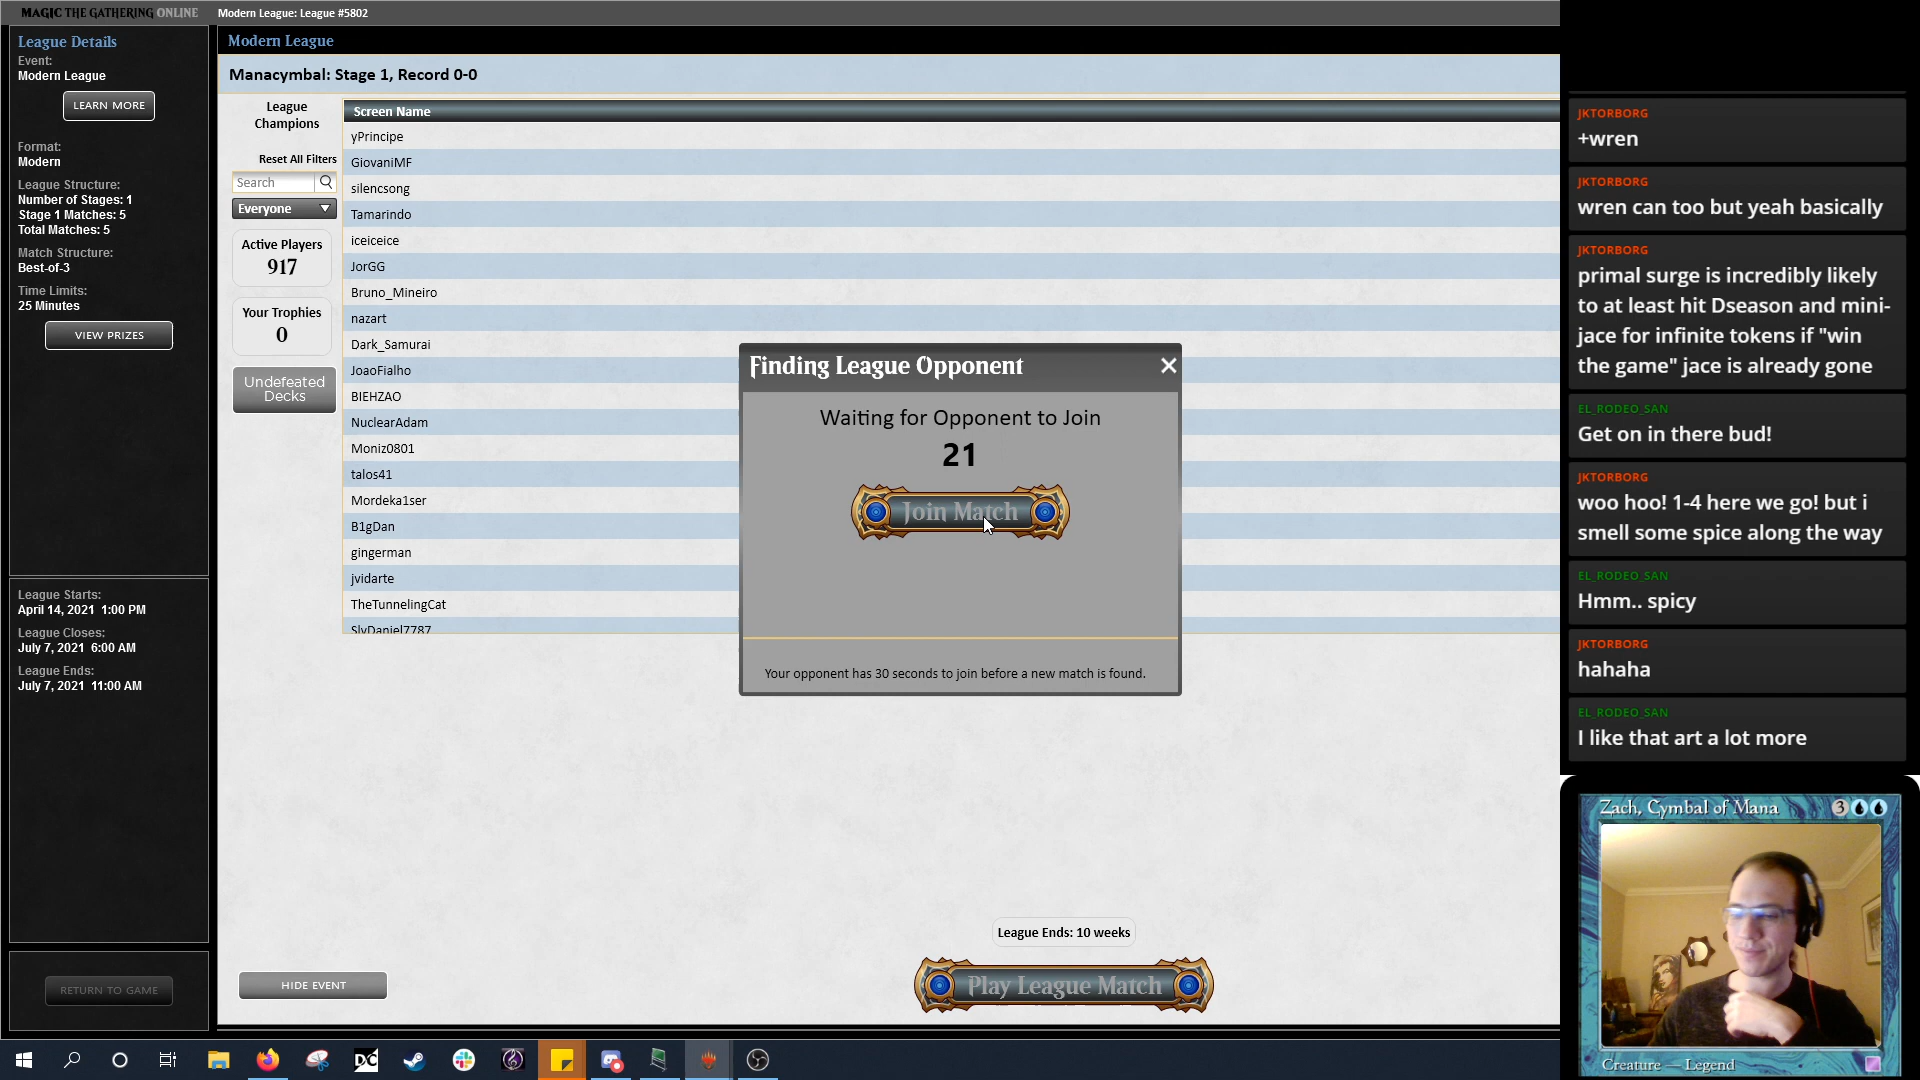 MAGIC THE GATHERING ONLINE
Modern League: League #5802
League Details
Event:
Modern League
LEARN MORE
Format:
Modern
League Structure:
Number of Stages: 1
Stage 1 Matches: 5
Total Matches: 5
Match Structure:
Best-of-3
Time Limits:
25 Minutes
VIEW PRIZES
League Starts:
April 14, 2021 1:00 PM
League Closes:
July 7, 2021 6:00 AM
League Ends:
July 7, 2021 11:00 AM
RETURN TO GAME
Modern League
Manacymbal: Stage 1, Record 0-0
League
Champions
Reset All Filters
Search
Everyone
Active Players
917
Your Trophies
0
Undefeated
Decks
Screen Name
yPrincipe
GiovaniMF
silencsong
Tamarindo
iceiceice
JorGG
Bruno_Mineiro
nazart
Dark_Samurai
JoaoFialho
BIEHZAO
NuclearAdam
Moniz0801
talos41
Mordeka1ser
B1gDan
gingerman
jvidarte
TheTunnelingCat
SlyDaniel7787
Finding League Opponent
Waiting for Opponent to Join
21
Join Match
Your opponent has 30 seconds to join before a new match is found.
League Ends: 10 weeks
HIDE EVENT
Play League Match
JKTORBORG
+wren
JKTORBORG
wren can too but yeah basically
JKTORBORG
primal surge is incredibly likely
to at least hit Dseason and mini-
jace for infinite tokens if "win
the game" jace is already gone
EL_RODEO_SAN
Get on in there bud!
JKTORBORG
woo hoo! 1-4 here we go! but i
smell some spice along the way
EL_RODEO_SAN
Hmm.. spicy
JKTORBORG
hahaha
EL_RODEO_SAN
I like that art a lot more
Zach, Cymbal of Mana 3
Creature — Legend
DC